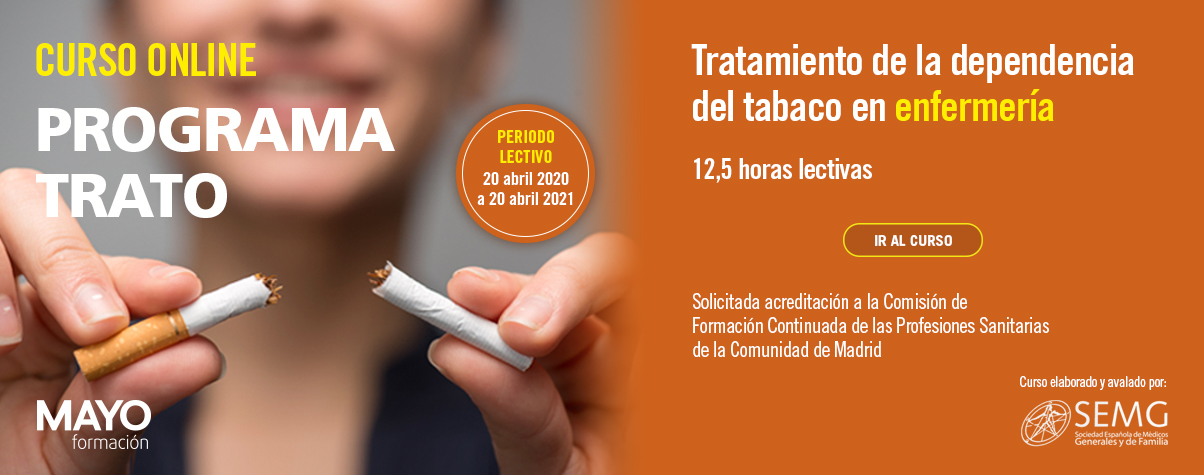 CURSO ONLINE
PROGRAMA
TRATO
PERIODO
LECTIVO
20 abril 2020
a 20 abril 2021
MAYO
formación
Tratamiento de la dependencia
del tabaco en enfermería
12,5 horas lectivas
IR AL CURSO
Solicitada acreditación a la Comisión de
Formación Continuada de las Profesiones Sanitarias
de la Comunidad de Madrid
Curso elaborado y avalado por:
SEMG
Sociedad Española de Médicos
Generales y de Familia